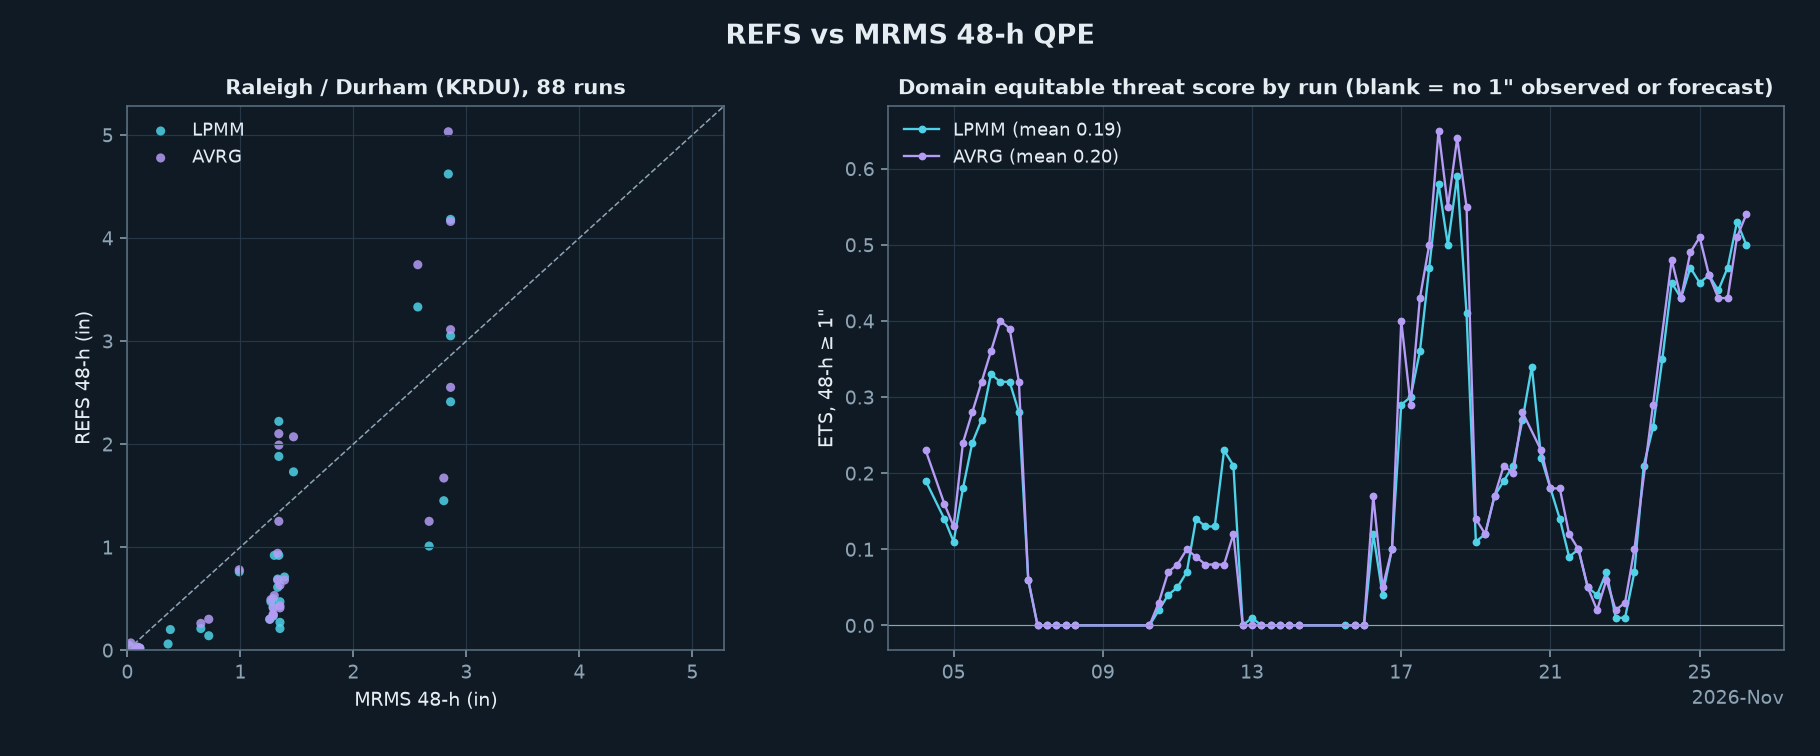 REFS vs MRMS 48-h QPE
Raleigh / Durham (KRDU), 88 runs
LPMM
AVRG
5
4
3
2
1
0
REFS 48-h (in)
0 1 2 3 4 5
MRMS 48-h (in)
Domain equitable threat score by run (blank = no 1" observed or forecast)
LPMM (mean 0.19)
AVRG (mean 0.20)
0.6
0.5
0.4
0.3
0.2
0.1
0.0
ETS, 48-h ≥ 1"
05 09 13 17 21 25
2026-Nov